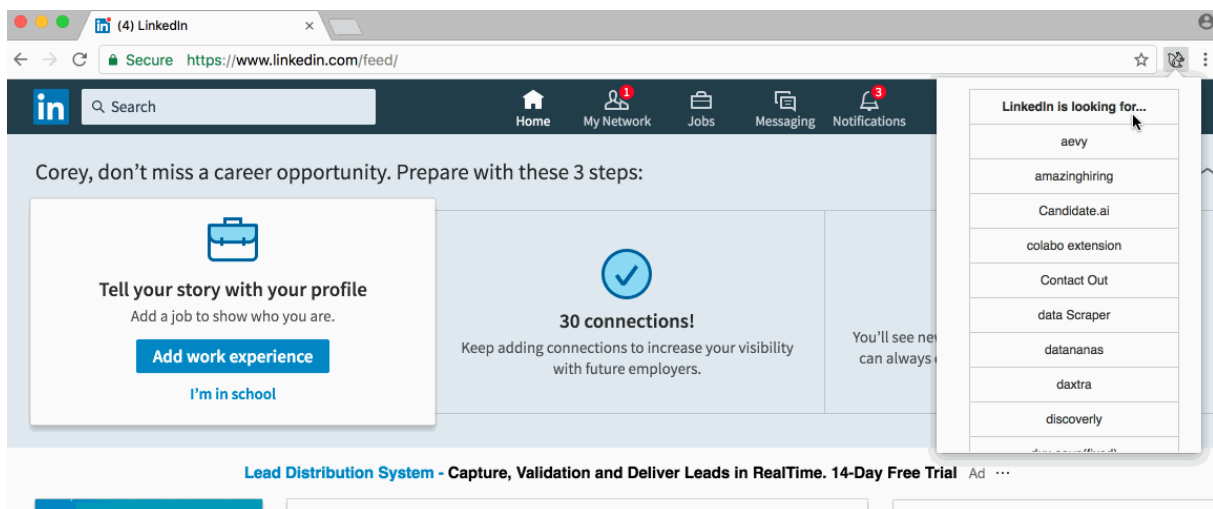 (4) LinkedIn
Secure https://www.linkedin.com/feed/
in Search
Home My Network 1 Jobs Messaging Notifications 3
Corey, don't miss a career opportunity. Prepare with these 3 steps:
Tell your story with your profile
Add a job to show who you are.
Add work experience
I'm in school
30 connections!
Keep adding connections to increase your visibility
with future employers.
You'll see
can always
LinkedIn is looking for...
aevy
amazinghiring
Candidate.ai
colabo extension
Contact Out
data Scraper
datananas
daxtra
discoverly
Lead Distribution System - Capture, Validation and Deliver Leads in RealTime. 14-Day Free Trial Ad ···